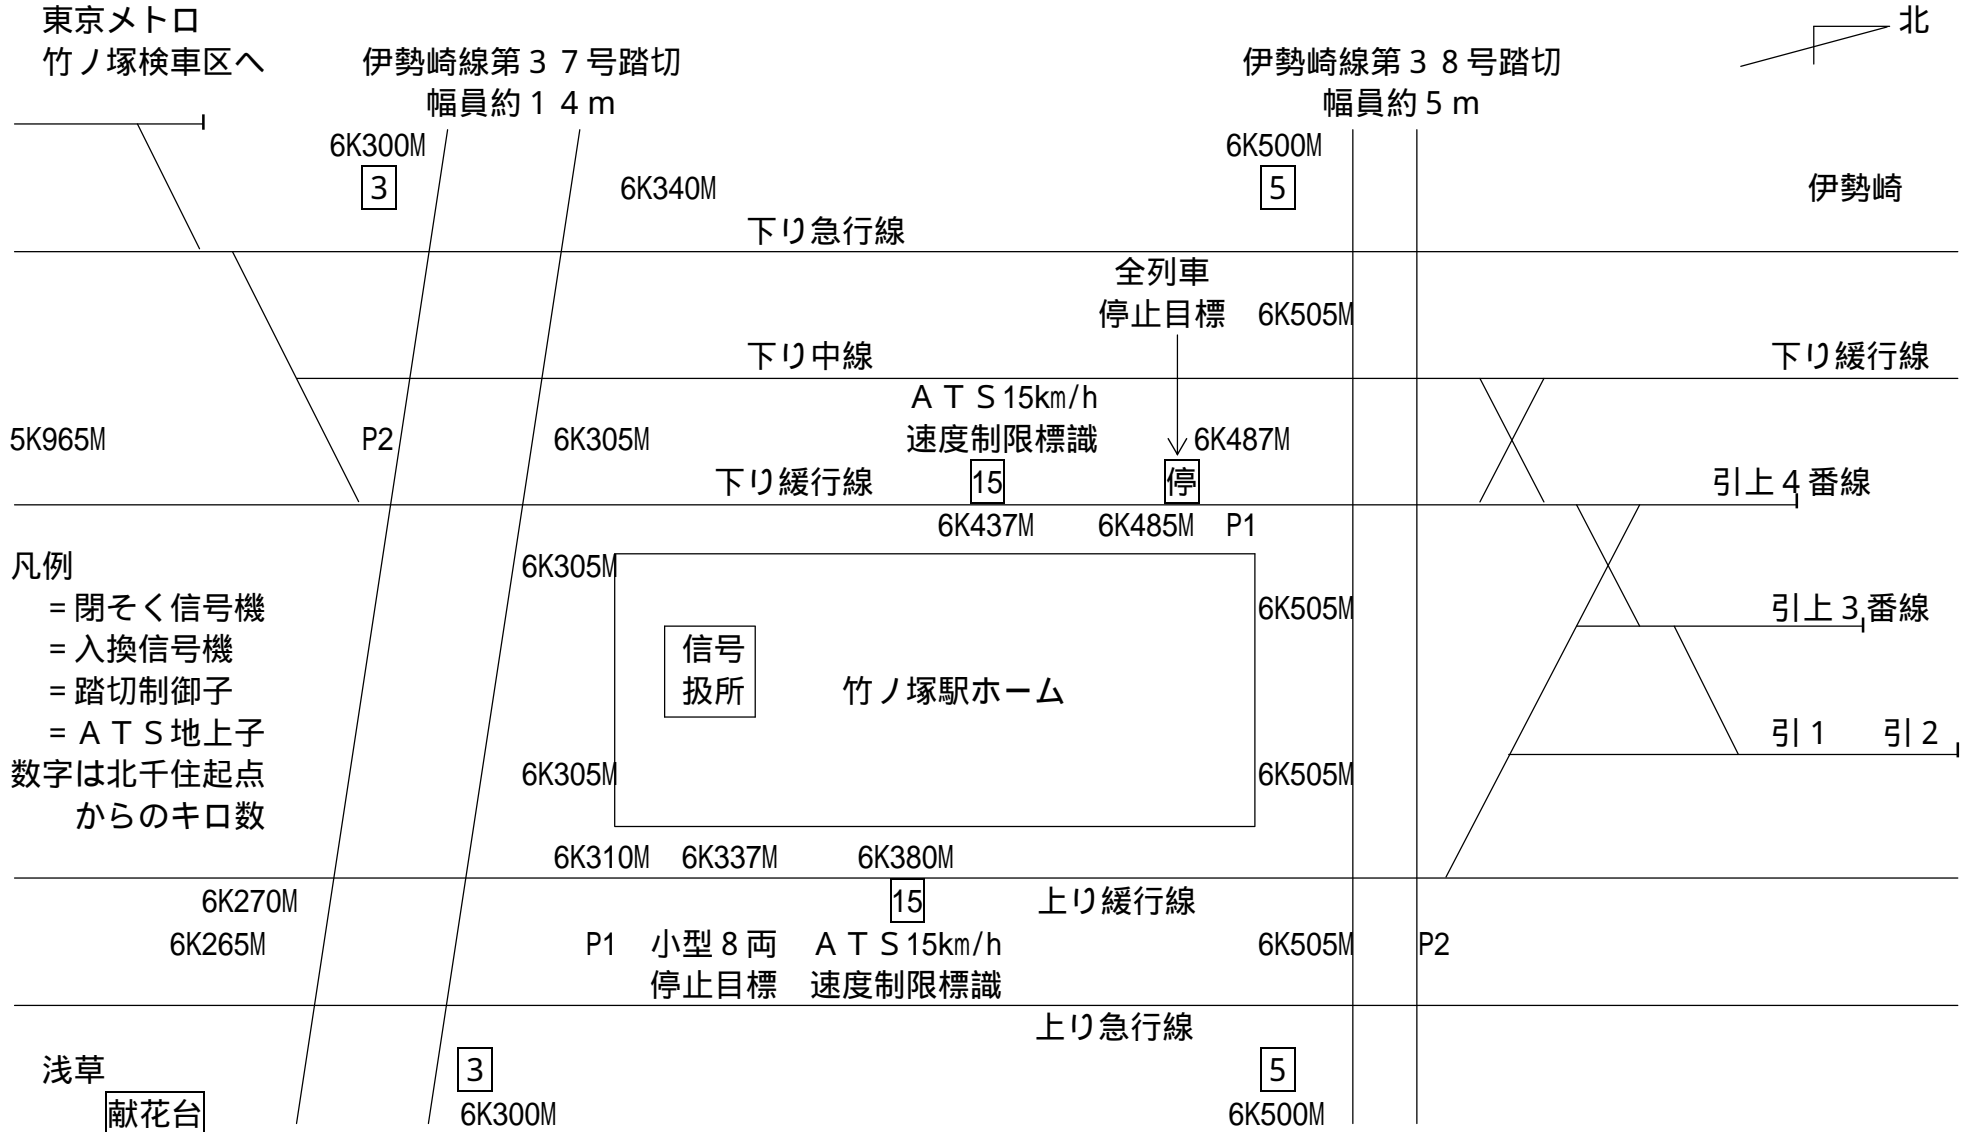 東京メトロ
竹ノ塚検車区へ
伊勢崎線第３７号踏切
幅員約１４ｍ
伊勢崎線第３８号踏切
幅員約５ｍ
北
6K300M
3
6K340M
6K500M
5
伊勢崎
下り急行線
全列車
停止目標
6K505M
下り中線
下り緩行線
ＡＴＳ15km/h
速度制限標識
5K965M
P2
6K305M
6K487M
下り緩行線
15
停
引上４番線
6K437M
6K485M
P1
凡例
=閉そく信号機
=入換信号機
=踏切制御子
=ＡＴＳ地上子
数字は北千住起点
からのキロ数
6K305M
6K505M
引上３番線
信号
扱所
竹ノ塚駅ホーム
引１
引２
6K305M
6K505M
6K310M
6K337M
6K380M
6K270M
15
上り緩行線
6K265M
P1
小型８両
停止目標
ＡＴＳ15km/h
速度制限標識
6K505M
P2
上り急行線
浅草
献花台
3
6K300M
5
6K500M